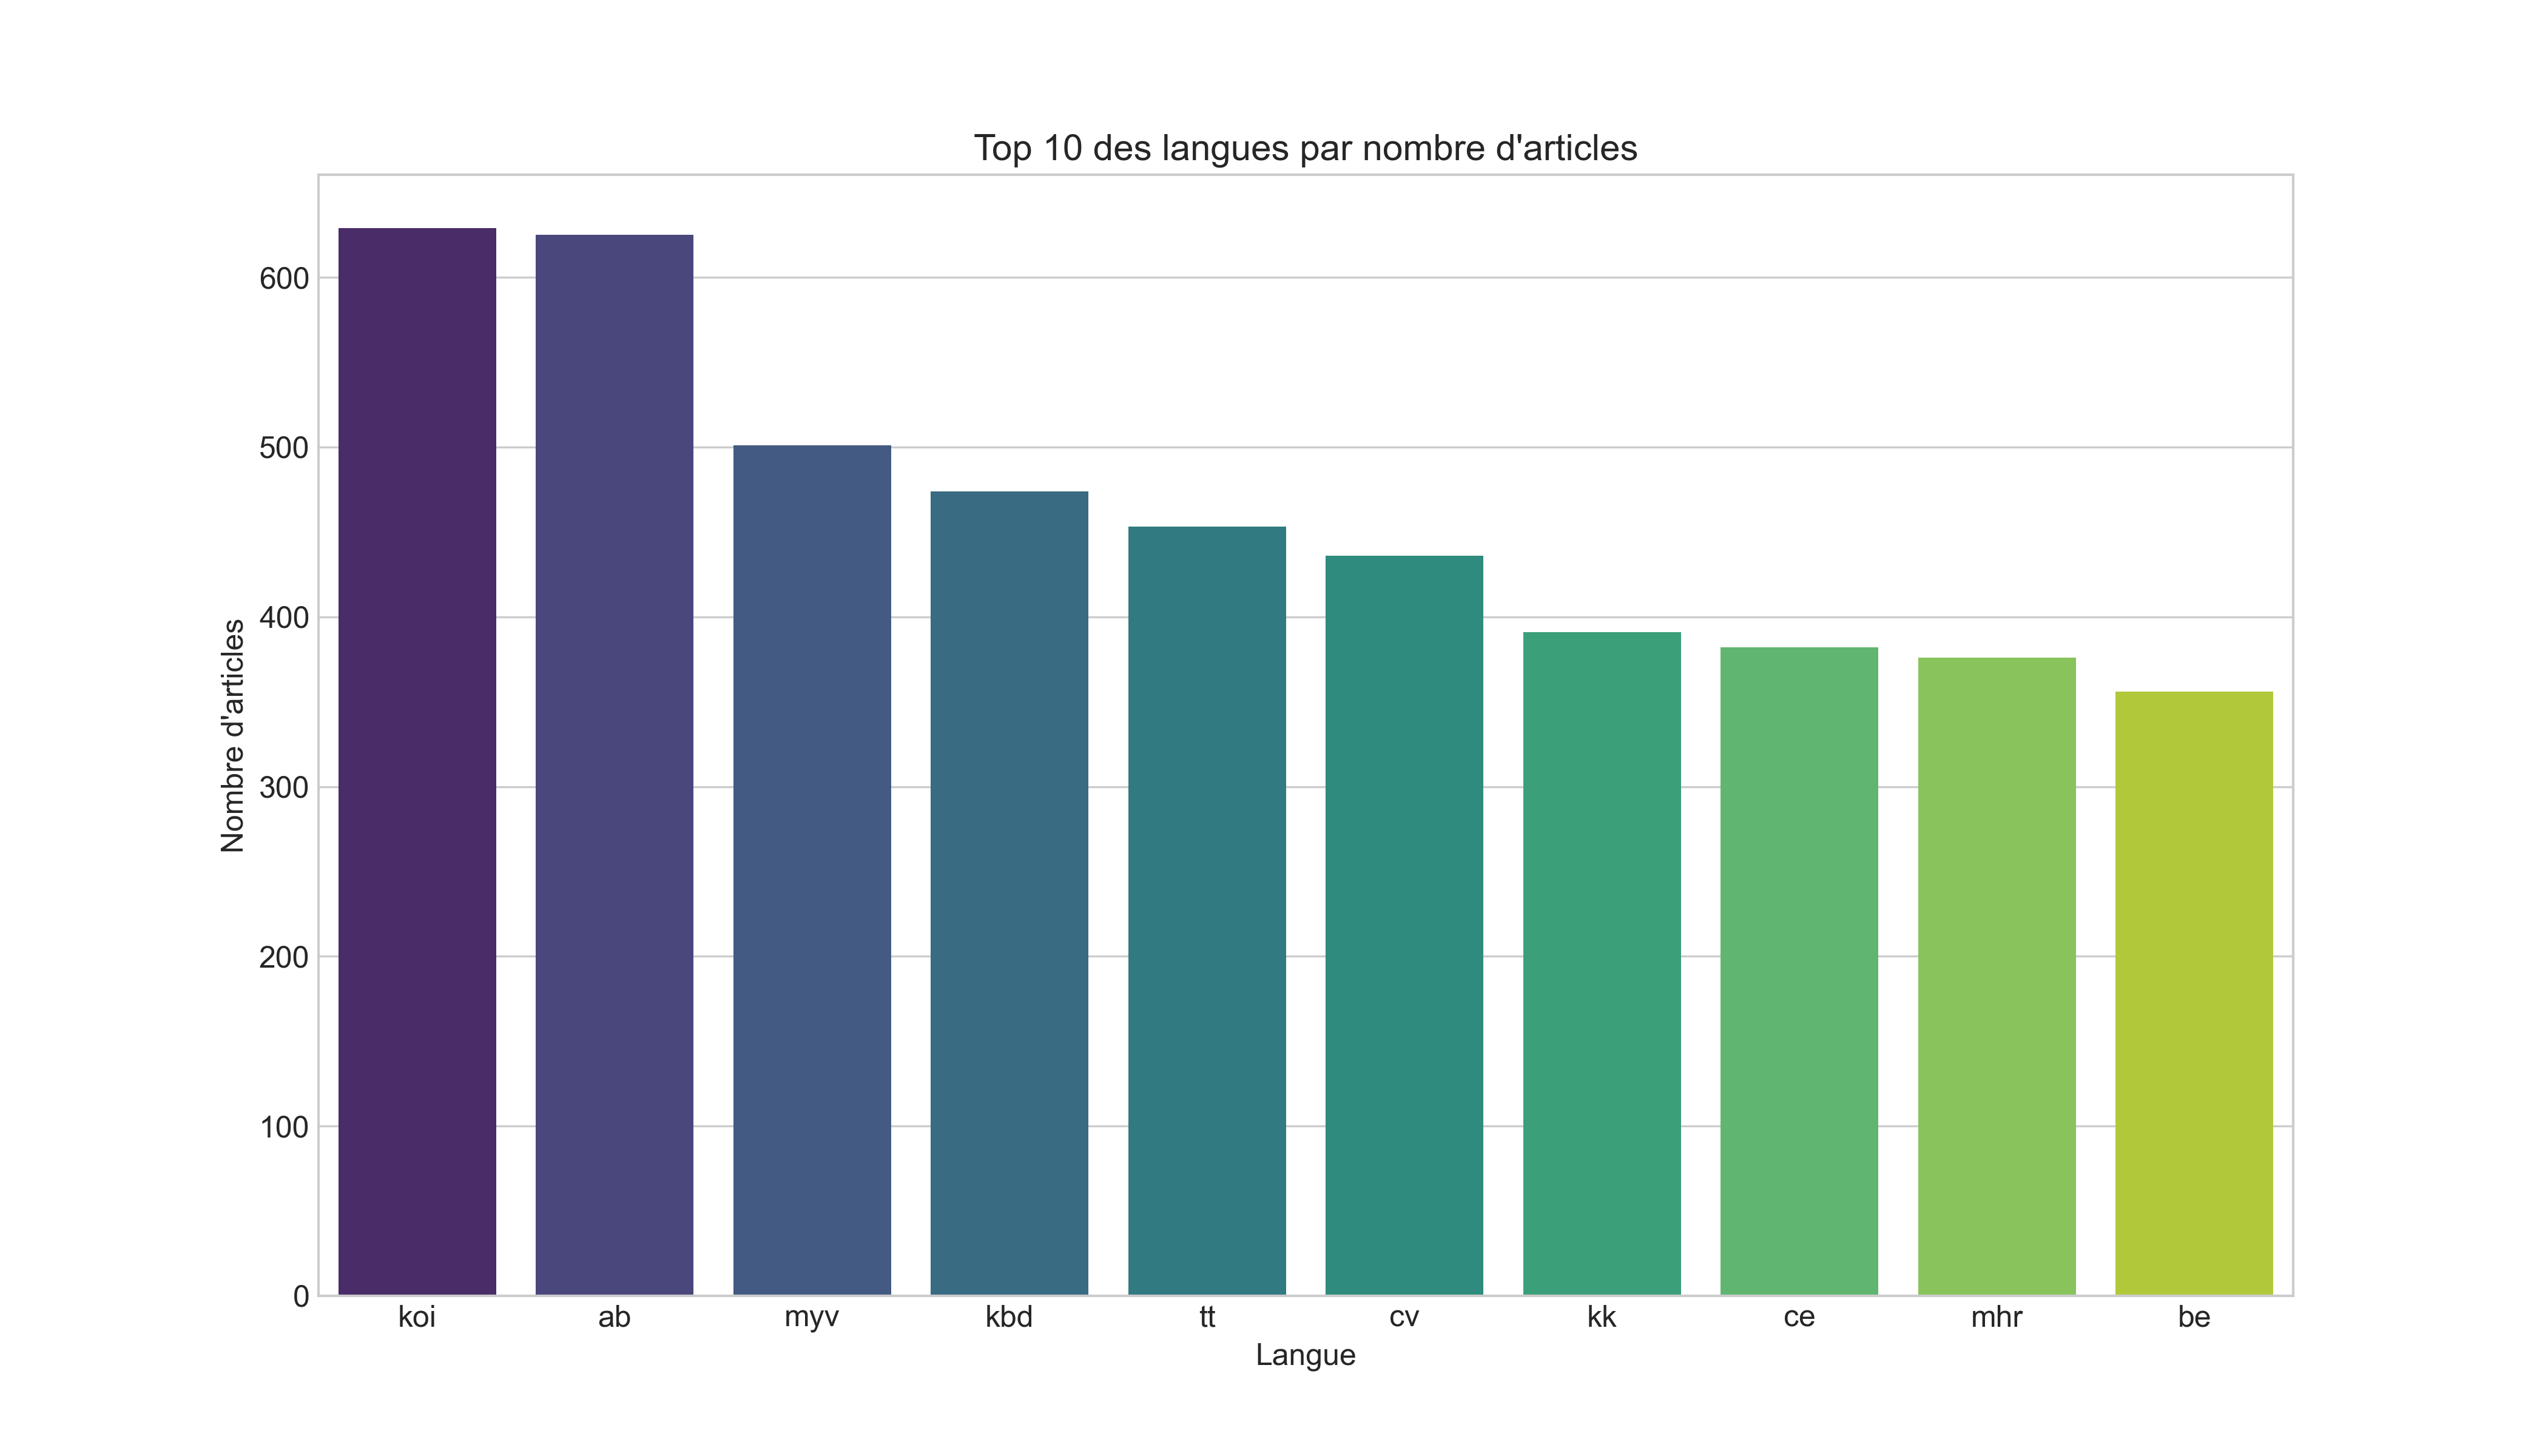 Top 10 des langues par nombre d'articles
Nombre d'articles
600
500
400
300
200
100
0
koi ab myv kbd tt cv kk ce mhr be
Langue